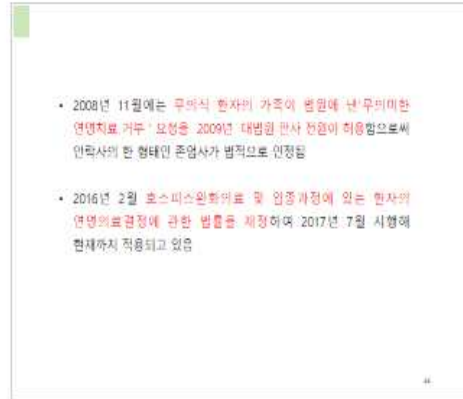 • 2008년 11월에는 무의식 환자의 가족이 법원에 낸'무의미한
연명치료 거부 ' 요청을 2009년 대법원 판사 전원이 허용함으로써
안락사의 한 형태인 존엄사가 법적으로 인정됨
• 2016년 2월 호스피스완화의료 및 임종과정에 있는 환자의
연명의료결정에 관한 법률을 제정하여 2017년 7월 시행해
현재까지 적용되고 있음